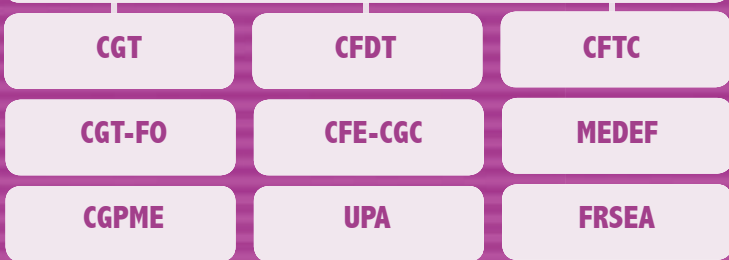 CGT
CFDT
CFTC
CGT-FO
CFE-CGC
MEDEF
CGPME
UPA
FRSEA